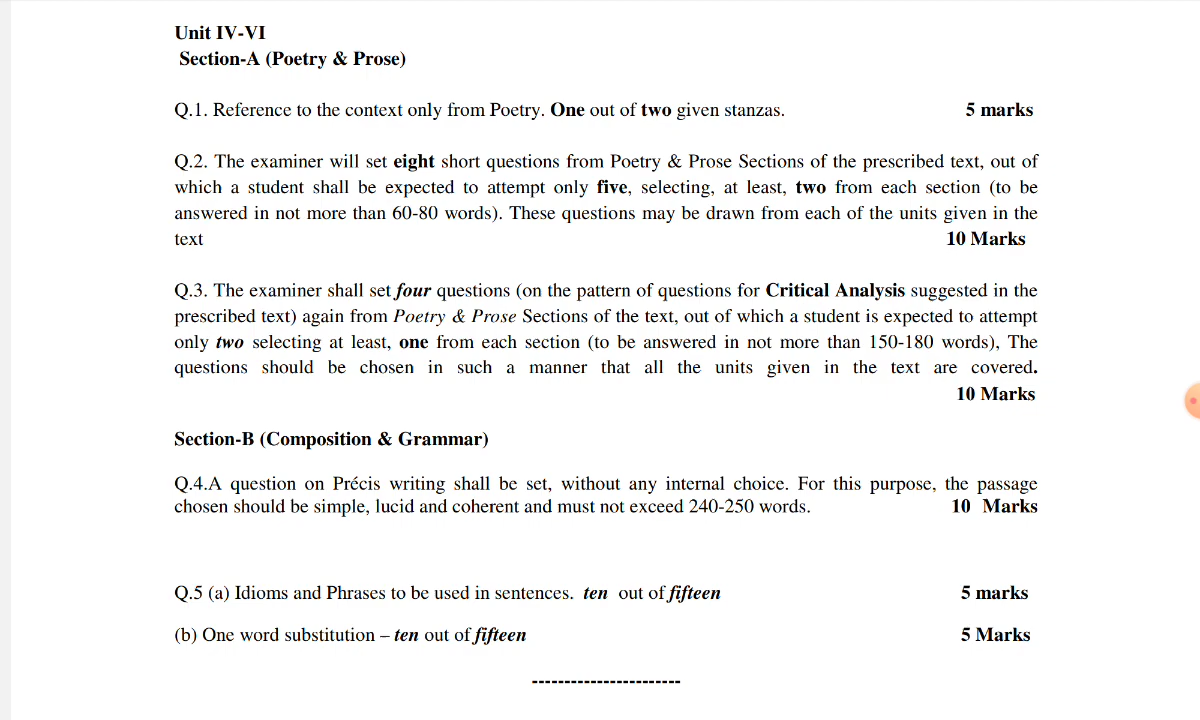 Unit IV-VI
Section-A (Poetry & Prose)
Q.1. Reference to the context only from Poetry. One out of two given stanzas. 5 marks
Q.2. The examiner will set eight short questions from Poetry & Prose Sections of the prescribed text, out of
which a student shall be expected to attempt only five, selecting, at least, two from each section (to be
answered in not more than 60-80 words). These questions may be drawn from each of the units given in the
text 10 Marks
Q.3. The examiner shall set four questions (on the pattern of questions for Critical Analysis suggested in the
prescribed text) again from Poetry & Prose Sections of the text, out of which a student is expected to attempt
only two selecting at least, one from each section (to be answered in not more than 150-180 words), The
questions should be chosen in such a manner that all the units given in the text are covered.
10 Marks
Section-B (Composition & Grammar)
Q.4.A question on Précis writing shall be set, without any internal choice. For this purpose, the passage
chosen should be simple, lucid and coherent and must not exceed 240-250 words. 10 Marks
Q.5 (a) Idioms and Phrases to be used in sentences. ten out of fifteen 5 marks
(b) One word substitution – ten out of fifteen 5 Marks
-----------------------